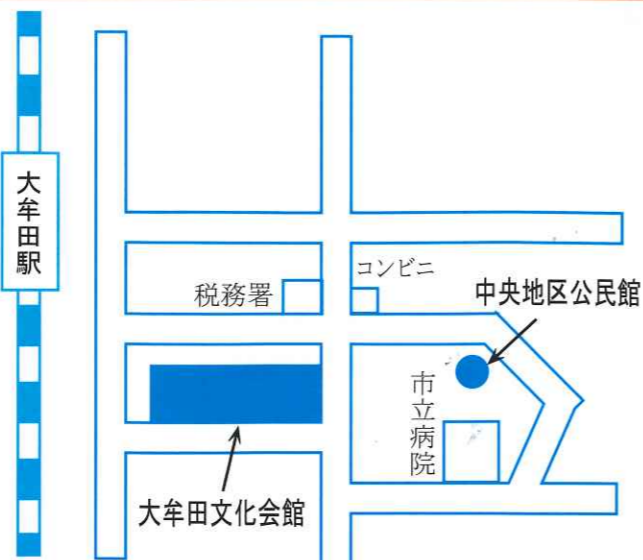 大牟田駅
税務署
コンビニ
中央地区公民館
市立病院
大牟田文化会館